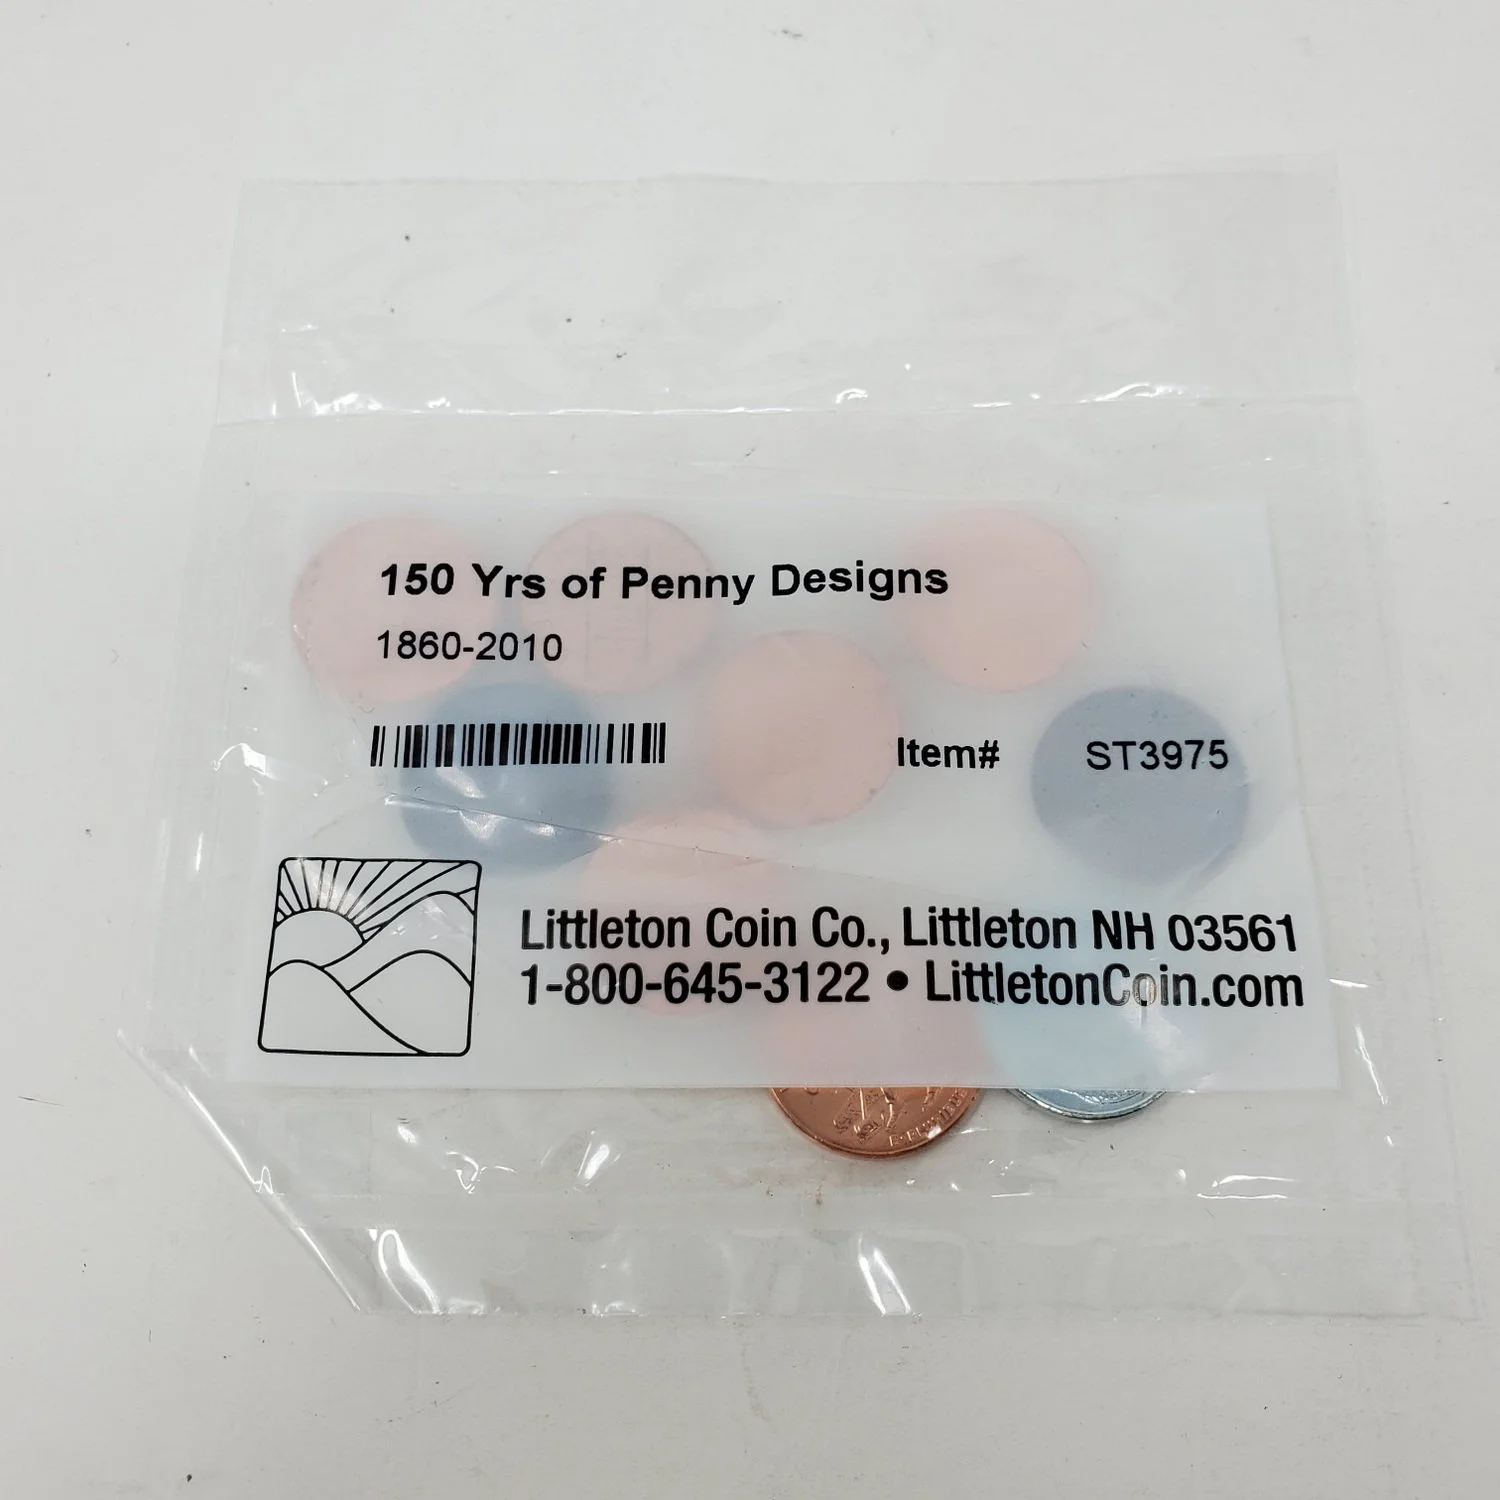 150 Yrs of Penny Designs
1860-2010
Item# ST3975
Littleton Coin Co., Littleton NH 03561
1-800-645-3122 • LittletonCoin.com